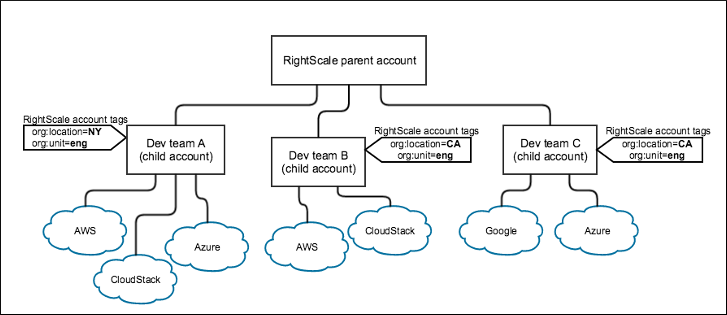 RightScale parent account
RightScale account tags
org:location=NY
org:unit=eng
Dev team A
(child account)
RightScale account tags
org:location=CA
org:unit=eng
Dev team B
(child account)
RightScale account tags
org:location=CA
org:unit=eng
Dev team C
(child account)
AWS
CloudStack
Azure
AWS
CloudStack
Google
Azure